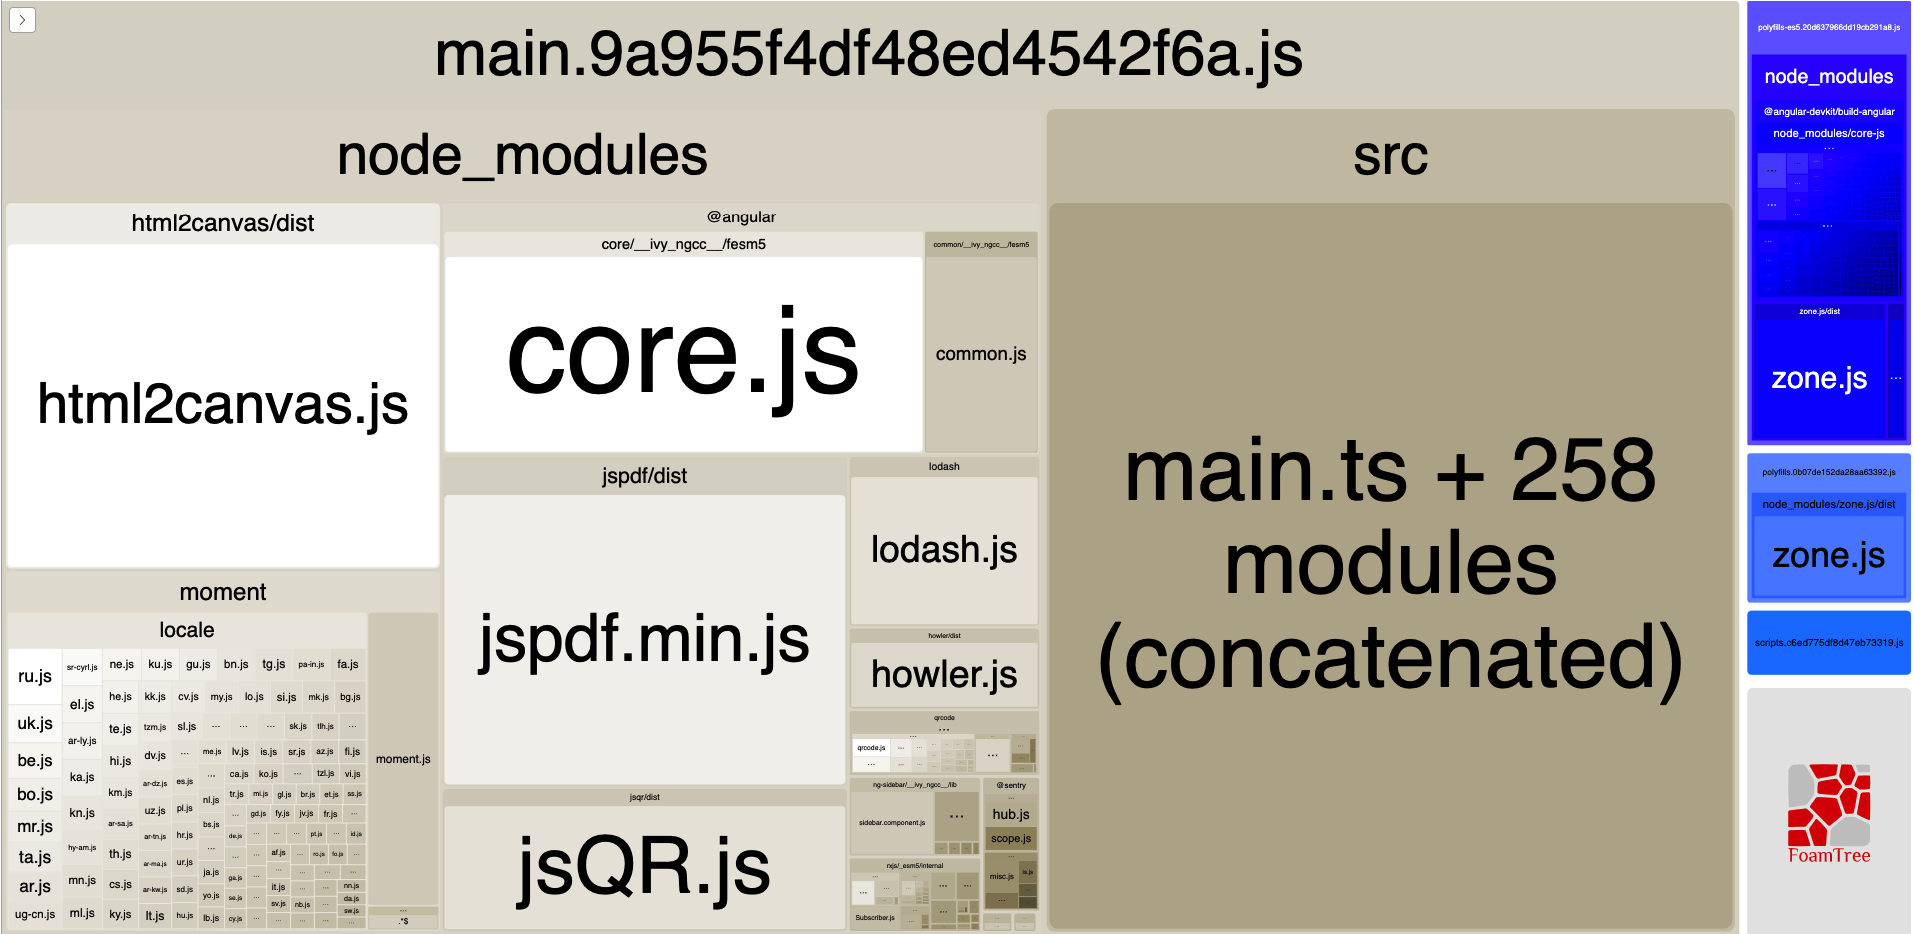 main.9a955f4df48ed4542f6a.js
node_modules
src
html2canvas/dist
html2canvas.js
@angular
core/__ivy_ngcc__/fesm5
core.js
common/__ivy_ngcc__/fesm5
common.js
jspdf/dist
jspdf.min.js
jsqr/dist
jsQR.js
lodash
lodash.js
howler/dist
howler.js
qrcode
...
qrcode.js
ng-sidebar/__ivy_ngcc__/lib
sidebar.component.js
...
@sentry
...
hub.js
scope.js
...
misc.js
ls.js
rxjs/_esm5/internal
Subscriber.js
moment
locale
ru.js
uk.js
be.js
bo.js
mr.js
ta.js
ar.js
ug-cn.js
sr-cyrl.js
el.js
ar-ly.js
ka.js
kn.js
hy-am.js
mn.js
ml.js
ne.js ku.js gu.js bn.js tg.js pa-in.js fa.js
he.js kk.js cv.js my.js lo.js si.js mk.js bg.js
te.js tzm.js sl.js ... ... ... sk.js tlh.js ...
hi.js dv.js ... me.js lv.js is.js sr.js az.js fi.js
km.js ar-dz.js es.js ... ca.js ko.js ... tzl.js vi.js
ar-sa.js uz.js pl.js nl.js tr.js mi.js gl.js br.js et.js ss.js
... gd.js fy.js jv.js fr.js ...
th.js ar-tn.js hr.js bs.js de.js ... ... ... pt.js ... id.js
cs.js ar-ma.js ur.js ... ... ... af.js ... ro.js fo.js ...
ky.js ar-kw.js sd.js ja.js ga.js ... ... ... ... ...
it.js ... ... nn.js
lt.js hu.js yo.js se.js sv.js nb.js ... da.js
lb.js cy.js ... ... ... ... sw.js
moment.js
...
.*$
main.ts + 258
modules
(concatenated)
polyfills-es5.20d637966dd19cb291a8.js
node_modules
@angular-devkit/build-angular
node_modules/core-js
...
zone.js/dist
zone.js
...
polyfills.0b07de152da28aa63392.js
node_modules/zone.js/dist
zone.js
scripts.c6ed775df8d47eb73319.js
FoamTree